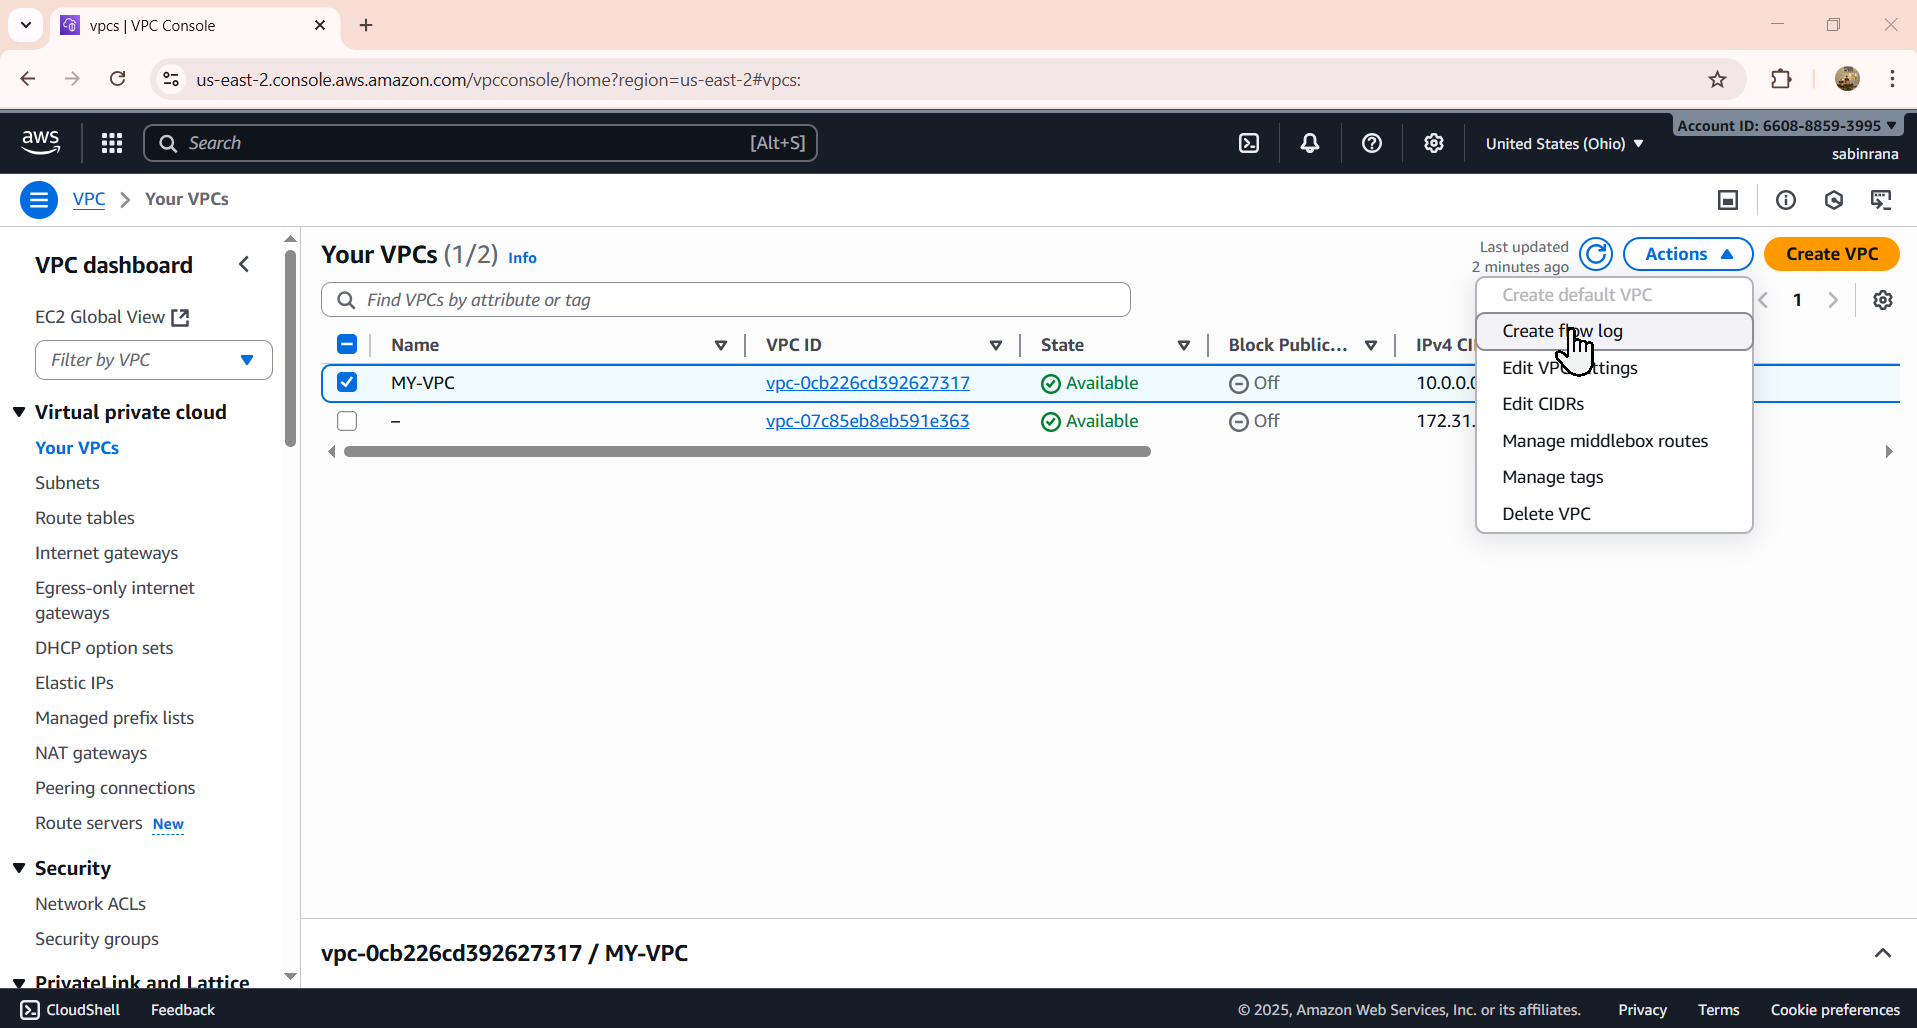 vpcs | VPC Console
us-east-2.console.aws.amazon.com/vpcconsole/home?region=us-east-2#vpcs:
aws
Search
[Alt+S]
United States (Ohio)
Account ID: 6608-8859-3995
sabinrana
VPC
Your VPCs
VPC dashboard
EC2 Global View
Filter by VPC
Virtual private cloud
Your VPCs
Subnets
Route tables
Internet gateways
Egress-only internet
gateways
DHCP option sets
Elastic IPs
Managed prefix lists
NAT gateways
Peering connections
Route servers New
Security
Network ACLs
Security groups
PrivateLink and Lattice
Your VPCs (1/2) Info
Last updated
2 minutes ago
Actions
Create VPC
Find VPCs by attribute or tag
1
Name VPC ID State Block Public... IPv4 CI
MY-VPC vpc-0cb226cd392627317 Available Off 10.0.0.0
– vpc-07c85eb8eb591e363 Available Off 172.31.
Create default VPC
Create flow log
Edit VPC settings
Edit CIDRs
Manage middlebox routes
Manage tags
Delete VPC
vpc-0cb226cd392627317 / MY-VPC
CloudShell Feedback
© 2025, Amazon Web Services, Inc. or its affiliates. Privacy Terms Cookie preferences